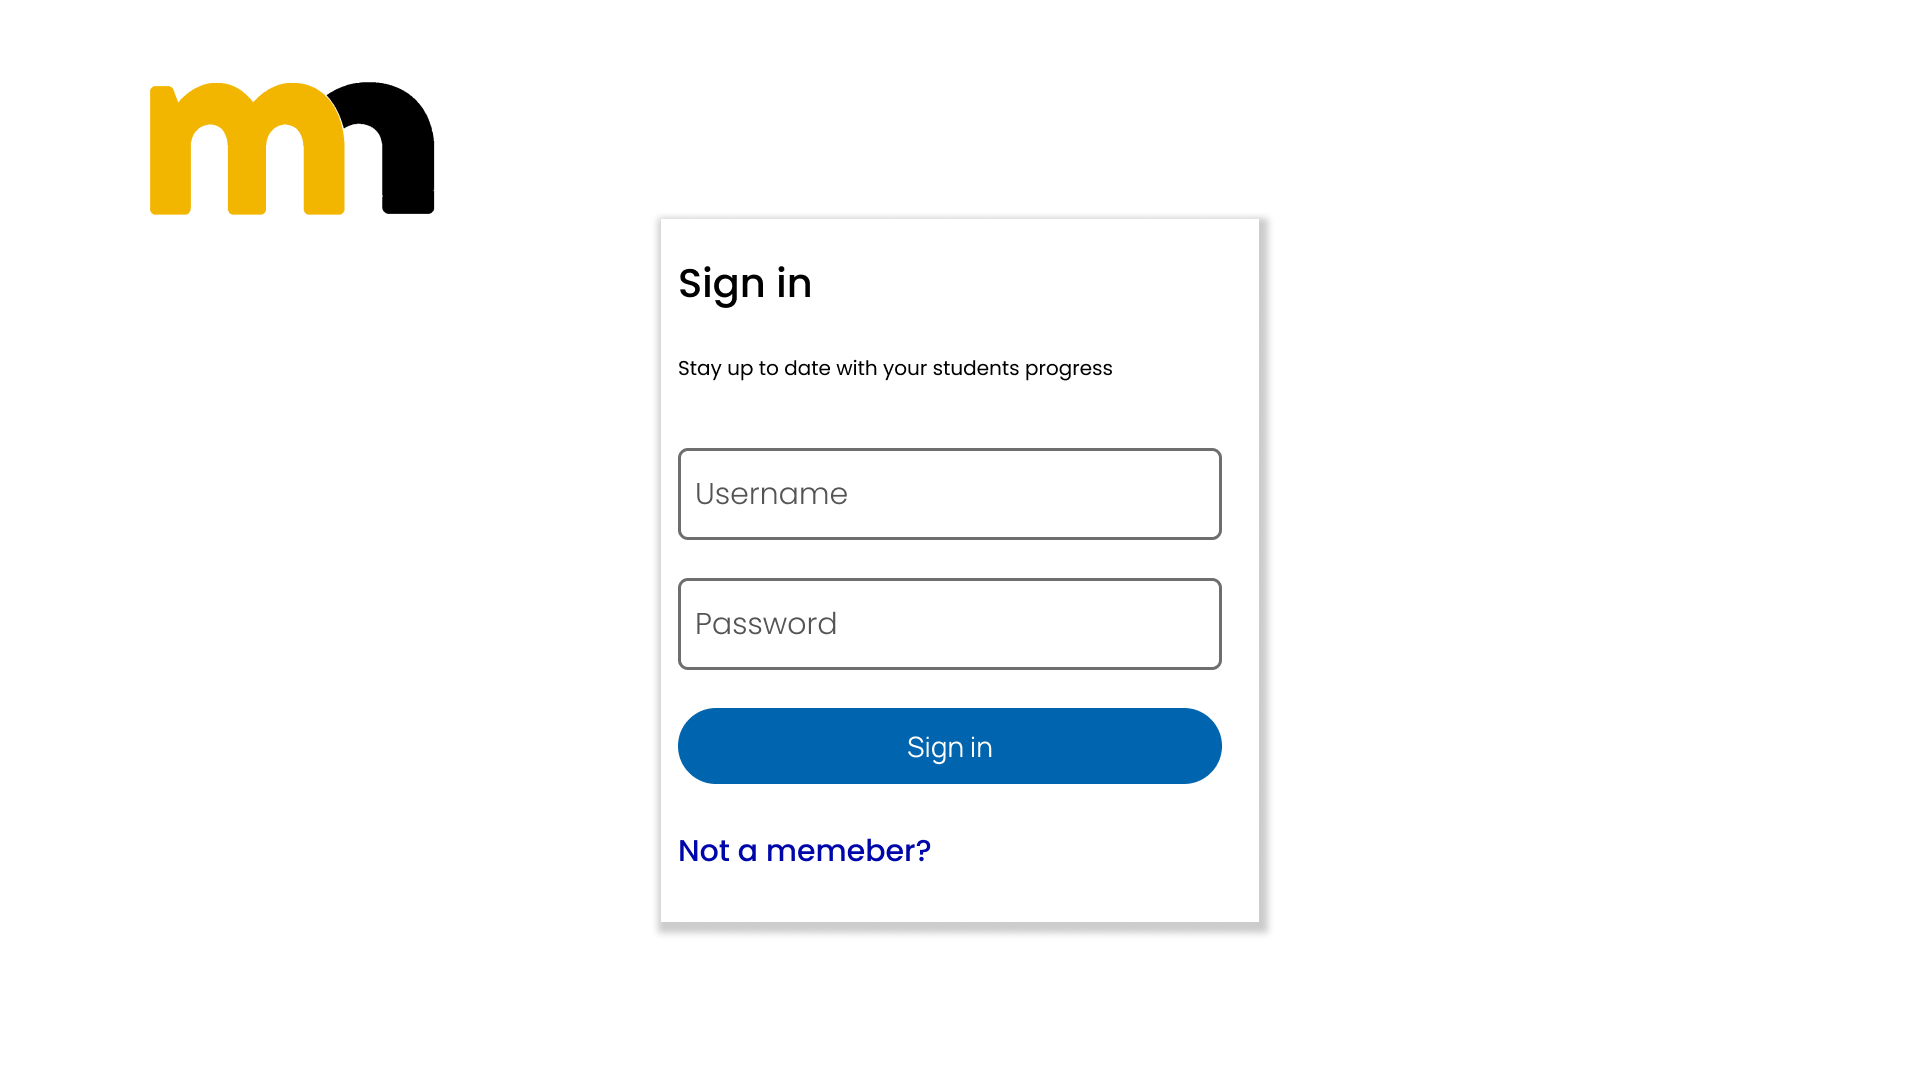 mn
Sign in
Stay up to date with your students progress
Username
Password
Sign in
Not a memeber?